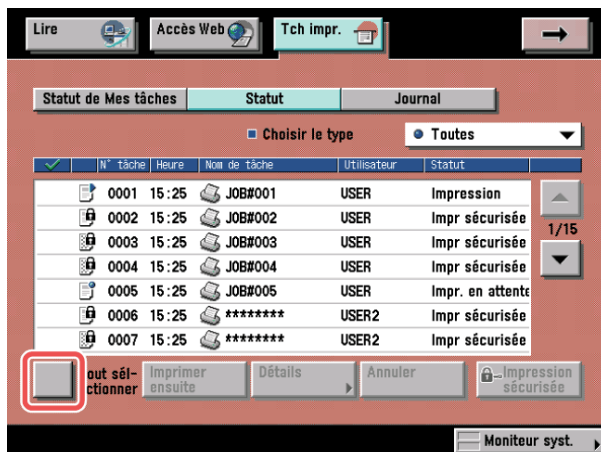 Lire
Accès Web
Tch impr.
Statut de Mes tâches
Statut
Journal
Choisir le type
Toutes
N° tâche Heure Nom de tâche Utilisateur Statut
0001 15:25 JOB#001 USER Impression
0002 15:25 JOB#002 USER Impr sécurisée
0003 15:25 JOB#003 USER Impr sécurisée
0004 15:25 JOB#004 USER Impr sécurisée
0005 15:25 JOB#005 USER Impr. en attente
0006 15:25 ******** USER2 Impr sécurisée
0007 15:25 ******** USER2 Impr sécurisée
1/15
out sél-
ctionner
Imprimer
ensuite
Détails
Annuler
Impression
sécurisée
Moniteur syst.